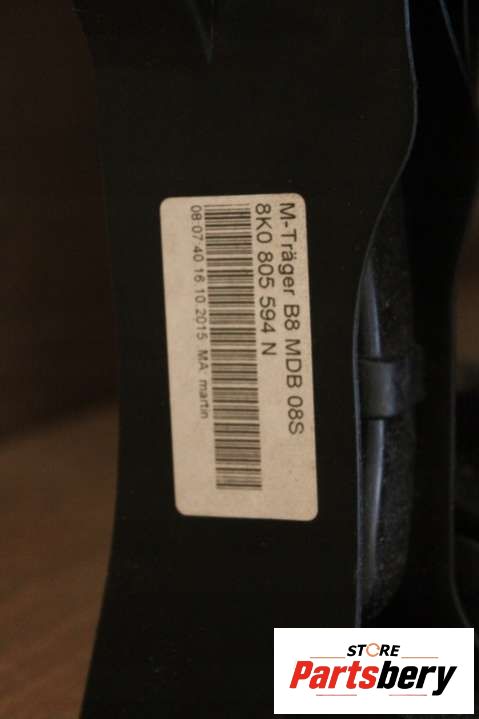 M-Träger B8 MDB 08S
8K0 805 594 N
08:07:40 16.10.2015 MA: martin
STORE
Partsbery